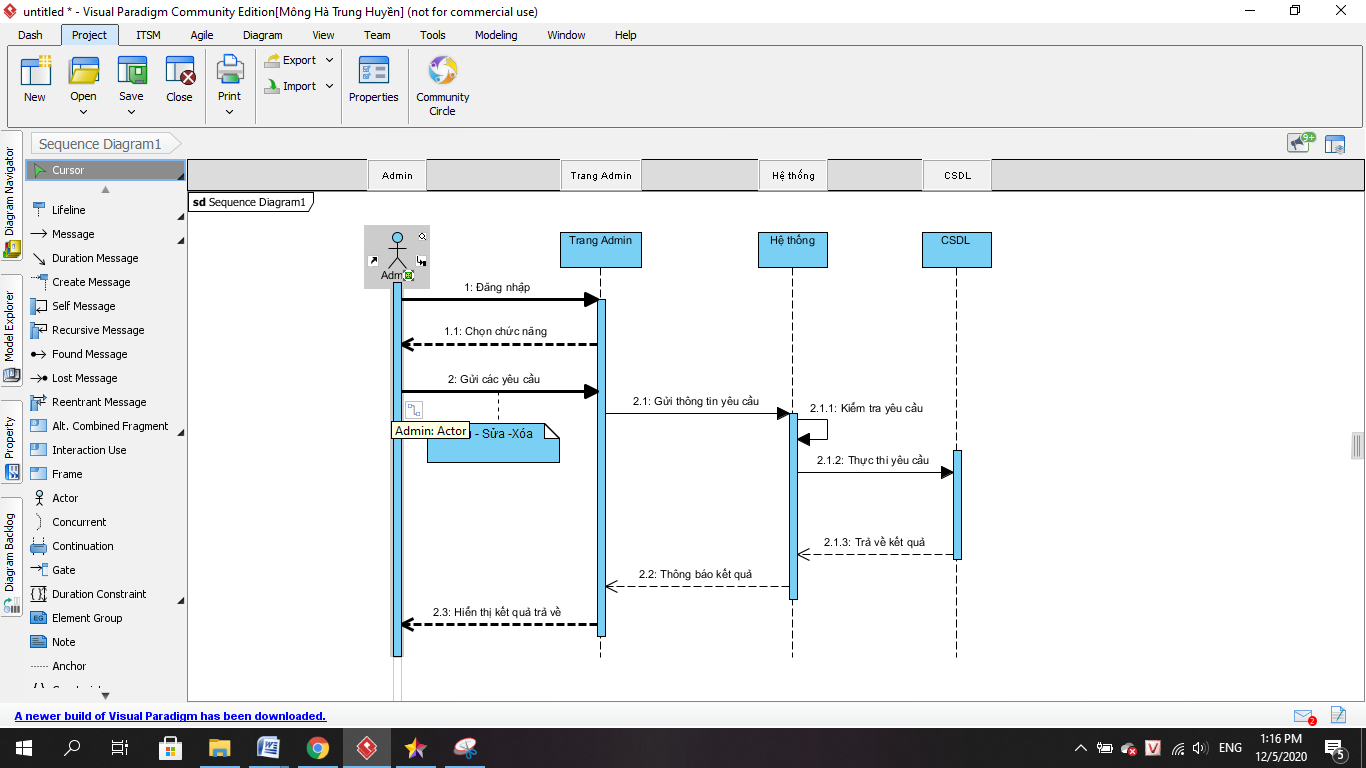 untitled * - Visual Paradigm Community Edition[Mông Hà Trung Huyền] (not for commercial use)
Dash Project ITSM Agile Diagram View Team Tools Modeling Window Help
New Open Save Close Print Export Import Properties Community Circle
Sequence Diagram1
9+
Diagram Navigator
Model Explorer
Property
Diagram Backlog
Cursor
Lifeline
Message
Duration Message
Create Message
Self Message
Recursive Message
Found Message
Lost Message
Reentrant Message
Alt. Combined Fragment
Interaction Use
Frame
Actor
Concurrent
Continuation
Gate
Duration Constraint
EG Element Group
Note
Anchor
Admin Trang Admin Hệ thống CSDL
sd Sequence Diagram1
Trang Admin Hệ thống CSDL
1: Đăng nhập
1.1: Chọn chức năng
2: Gửi các yêu cầu
2.1: Gửi thông tin yêu cầu
2.1.1: Kiểm tra yêu cầu
Admin: Actor
- Sửa -Xóa
2.1.2: Thực thi yêu cầu
2.1.3: Trả về kết quả
2.2: Thông báo kết quả
2.3: Hiển thị kết quả trả về
A newer build of Visual Paradigm has been downloaded.
2
ENG
1:16 PM
12/5/2020
5